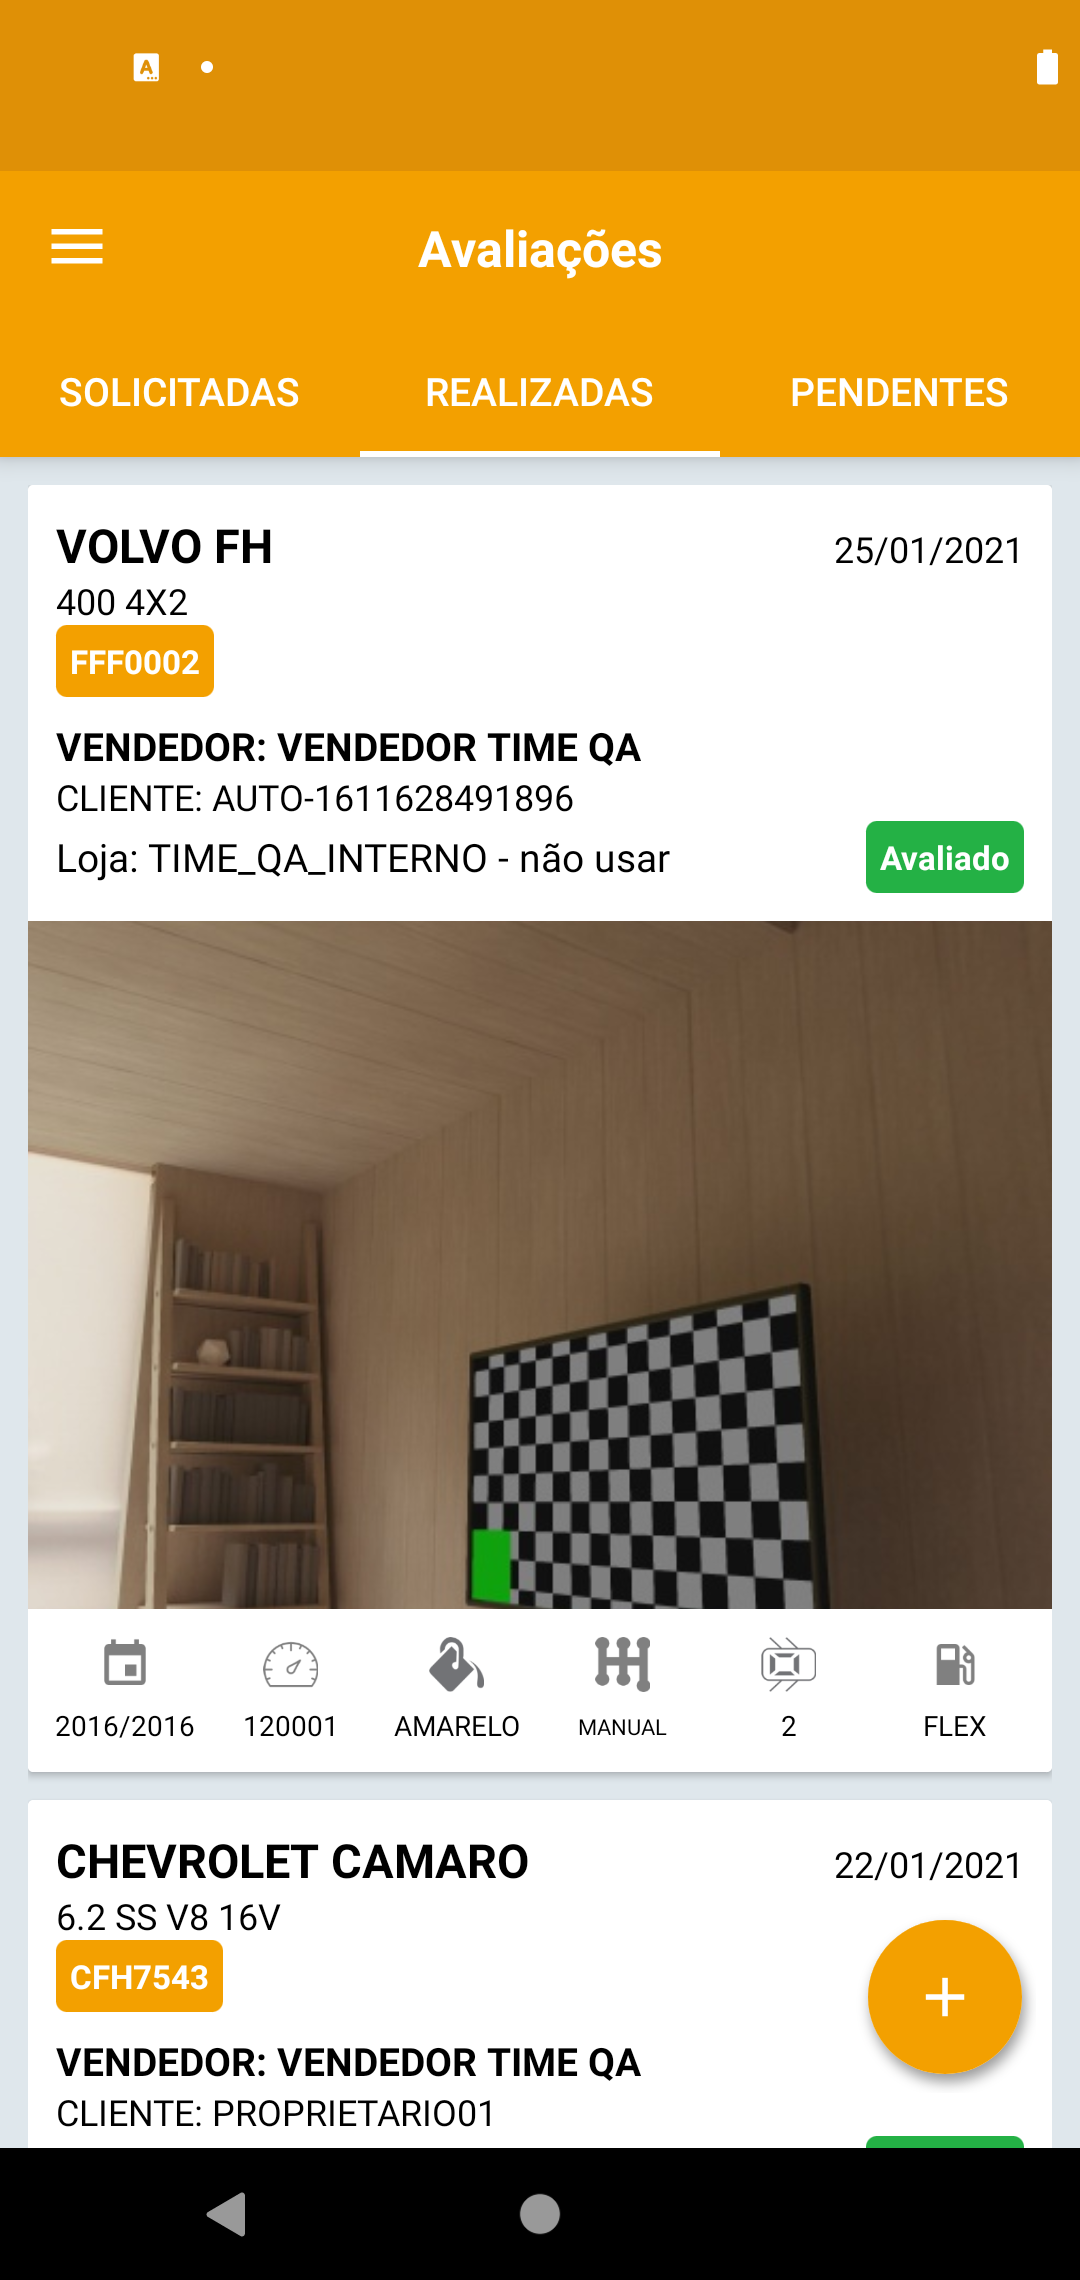 Avaliações
SOLICITADAS
REALIZADAS
PENDENTES
VOLVO FH
25/01/2021
400 4X2
FFF0002
VENDEDOR: VENDEDOR TIME QA
CLIENTE: AUTO-1611628491896
Loja: TIME_QA_INTERNO - não usar
Avaliado
2016/2016
120001
AMARELO
MANUAL
2
FLEX
CHEVROLET CAMARO
22/01/2021
6.2 SS V8 16V
CFH7543
VENDEDOR: VENDEDOR TIME QA
CLIENTE: PROPRIETARIO01